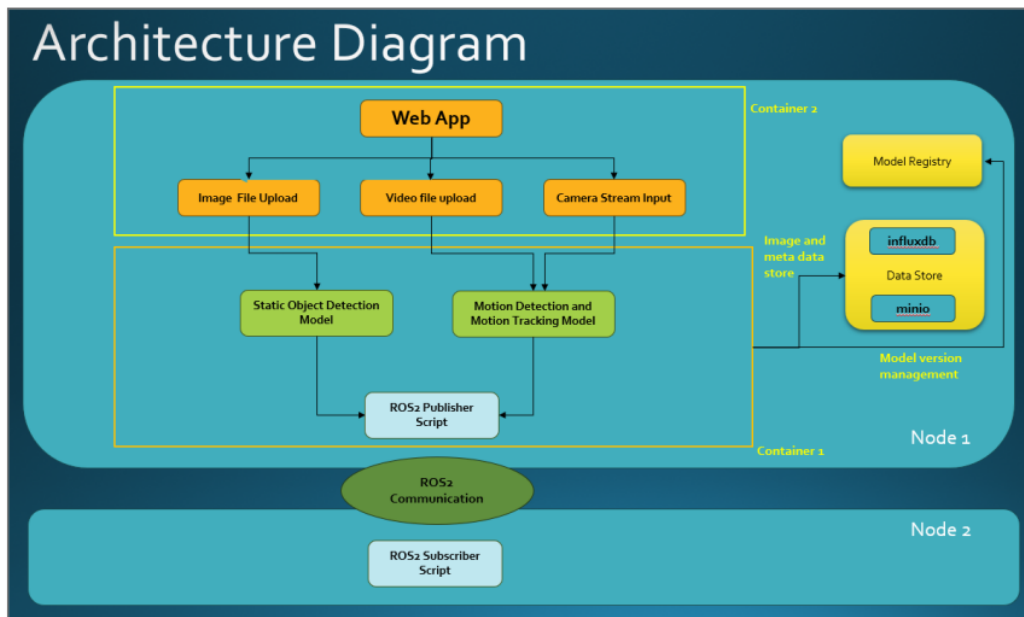 Architecture Diagram
Container 2
Web App
Image File Upload
Video file upload
Camera Stream Input
Model Registry
Image and
meta data
store
influxdb
Data Store
minio
Static Object Detection
Model
Motion Detection and
Motion Tracking Model
Model version
management
ROS2 Publisher
Script
Container 1
Node 1
ROS2
Communication
Node 2
ROS2 Subscriber
Script